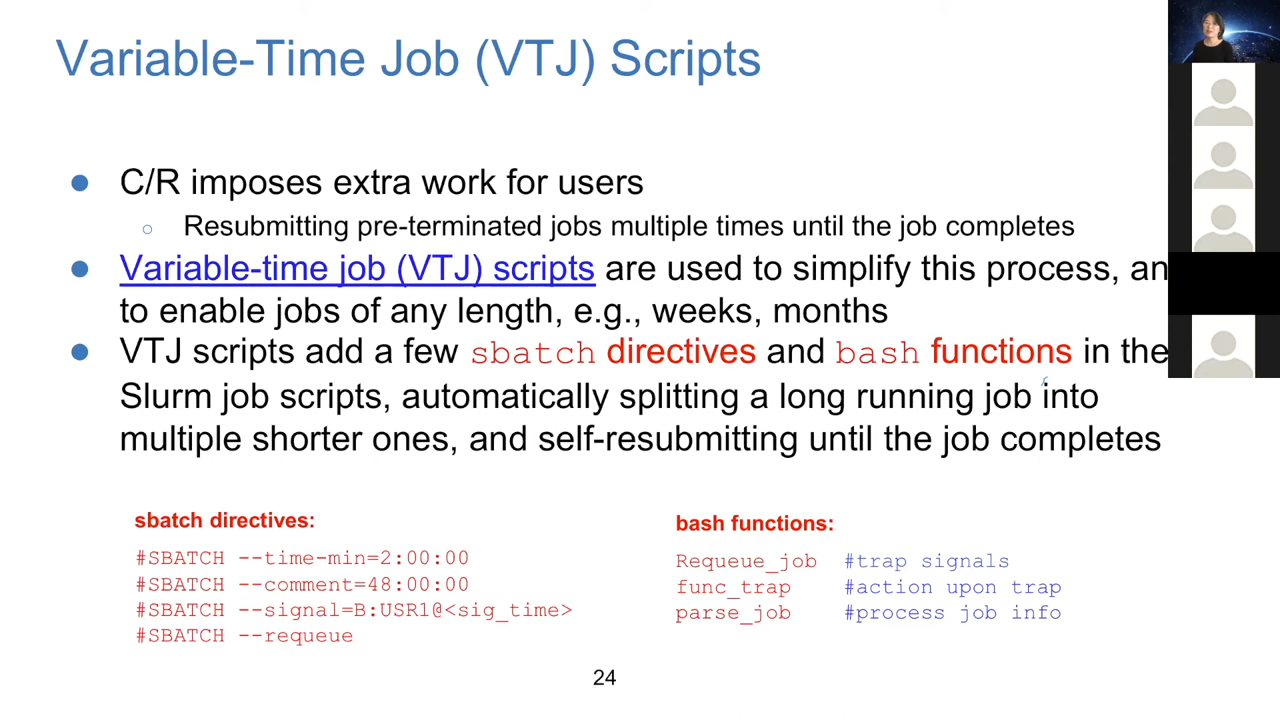 Variable-Time Job (VTJ) Scripts
● C/R imposes extra work for users
○ Resubmitting pre-terminated jobs multiple times until the job completes
● Variable-time job (VTJ) scripts are used to simplify this process, an
to enable jobs of any length, e.g., weeks, months
● VTJ scripts add a few sbatch directives and bash functions in the
Slurm job scripts, automatically splitting a long running job into
multiple shorter ones, and self-resubmitting until the job completes
sbatch directives:
#SBATCH --time-min=2:00:00
#SBATCH --comment=48:00:00
#SBATCH --signal=B:USR1@<sig_time>
#SBATCH --requeue
bash functions:
Requeue_job #trap signals
func_trap #action upon trap
parse_job #process job info
24